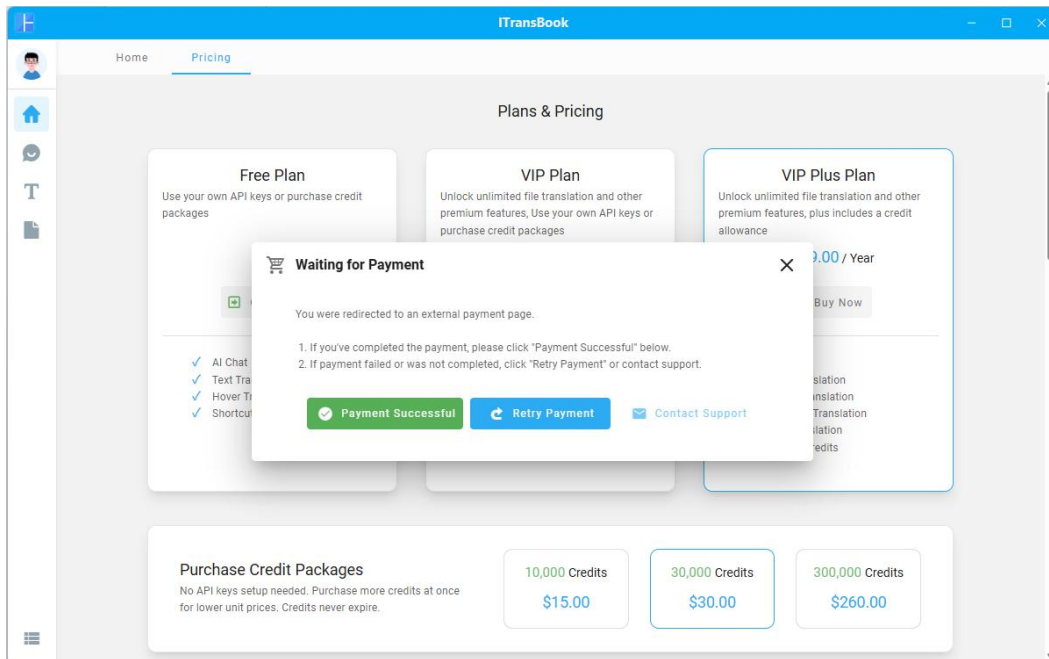 ITransBook
Home
Pricing
Plans & Pricing
Free Plan
Use your own API keys or purchase credit
packages
VIP Plan
Unlock unlimited file translation and other
premium features, Use your own API keys or
purchase credit packages
VIP Plus Plan
Unlock unlimited file translation and other
premium features, plus includes a credit
allowance
9.00 / Year
Buy Now
Waiting for Payment
You were redirected to an external payment page.
1. If you've completed the payment, please click "Payment Successful" below.
2. If payment failed or was not completed, click "Retry Payment" or contact support.
Payment Successful
Retry Payment
Contact Support
AI Chat
Text Tra
Hover Tr
Shortcut
slation
anslation
Translation
slation
redits
Purchase Credit Packages
No API keys setup needed. Purchase more credits at once
for lower unit prices. Credits never expire.
10,000 Credits
$15.00
30,000 Credits
$30.00
300,000 Credits
$260.00